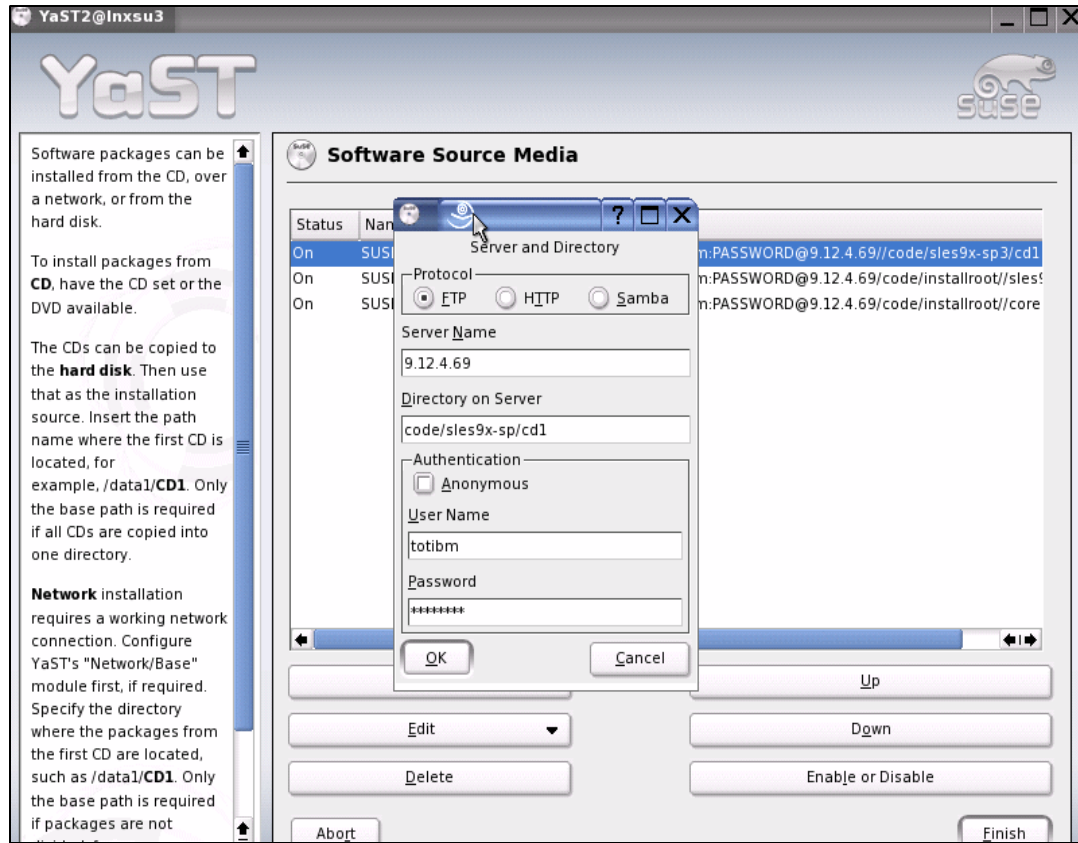 YaST2@lnxsu3
YaST
SUSE
Software packages can be
installed from the CD, over
a network, or from the
hard disk.
To install packages from
CD, have the CD set or the
DVD available.
The CDs can be copied to
the hard disk. Then use
that as the installation
source. Insert the path
name where the first CD is
located, for
example, /data1/CD1. Only
the base path is required
if all CDs are copied into
one directory.
Network installation
requires a working network
connection. Configure
YaST's "Network/Base"
module first, if required.
Specify the directory
where the packages from
the first CD are located,
such as /data1/CD1. Only
the base path is required
if packages are not
Software Source Media
Status Nan
On SUSE m:PASSWORD@9.12.4.69//code/sles9x-sp3/cd1
On SUSE m:PASSWORD@9.12.4.69/code/installroot//sles9
On SUSE m:PASSWORD@9.12.4.69/code/installroot//core
Server and Directory
Protocol
FTP HTTP Samba
Server Name
9.12.4.69
Directory on Server
code/sles9x-sp/cd1
Authentication
Anonymous
User Name
totibm
Password
********
OK Cancel
Up
Edit Down
Delete Enable or Disable
Abort Finish